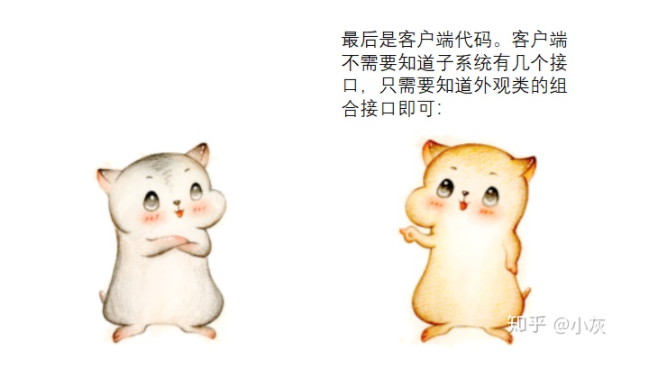 最后是客户端代码。客户端
不需要知道子系统有几个接
口，只需要知道外观类的组
合接口即可：
知乎 @小灰